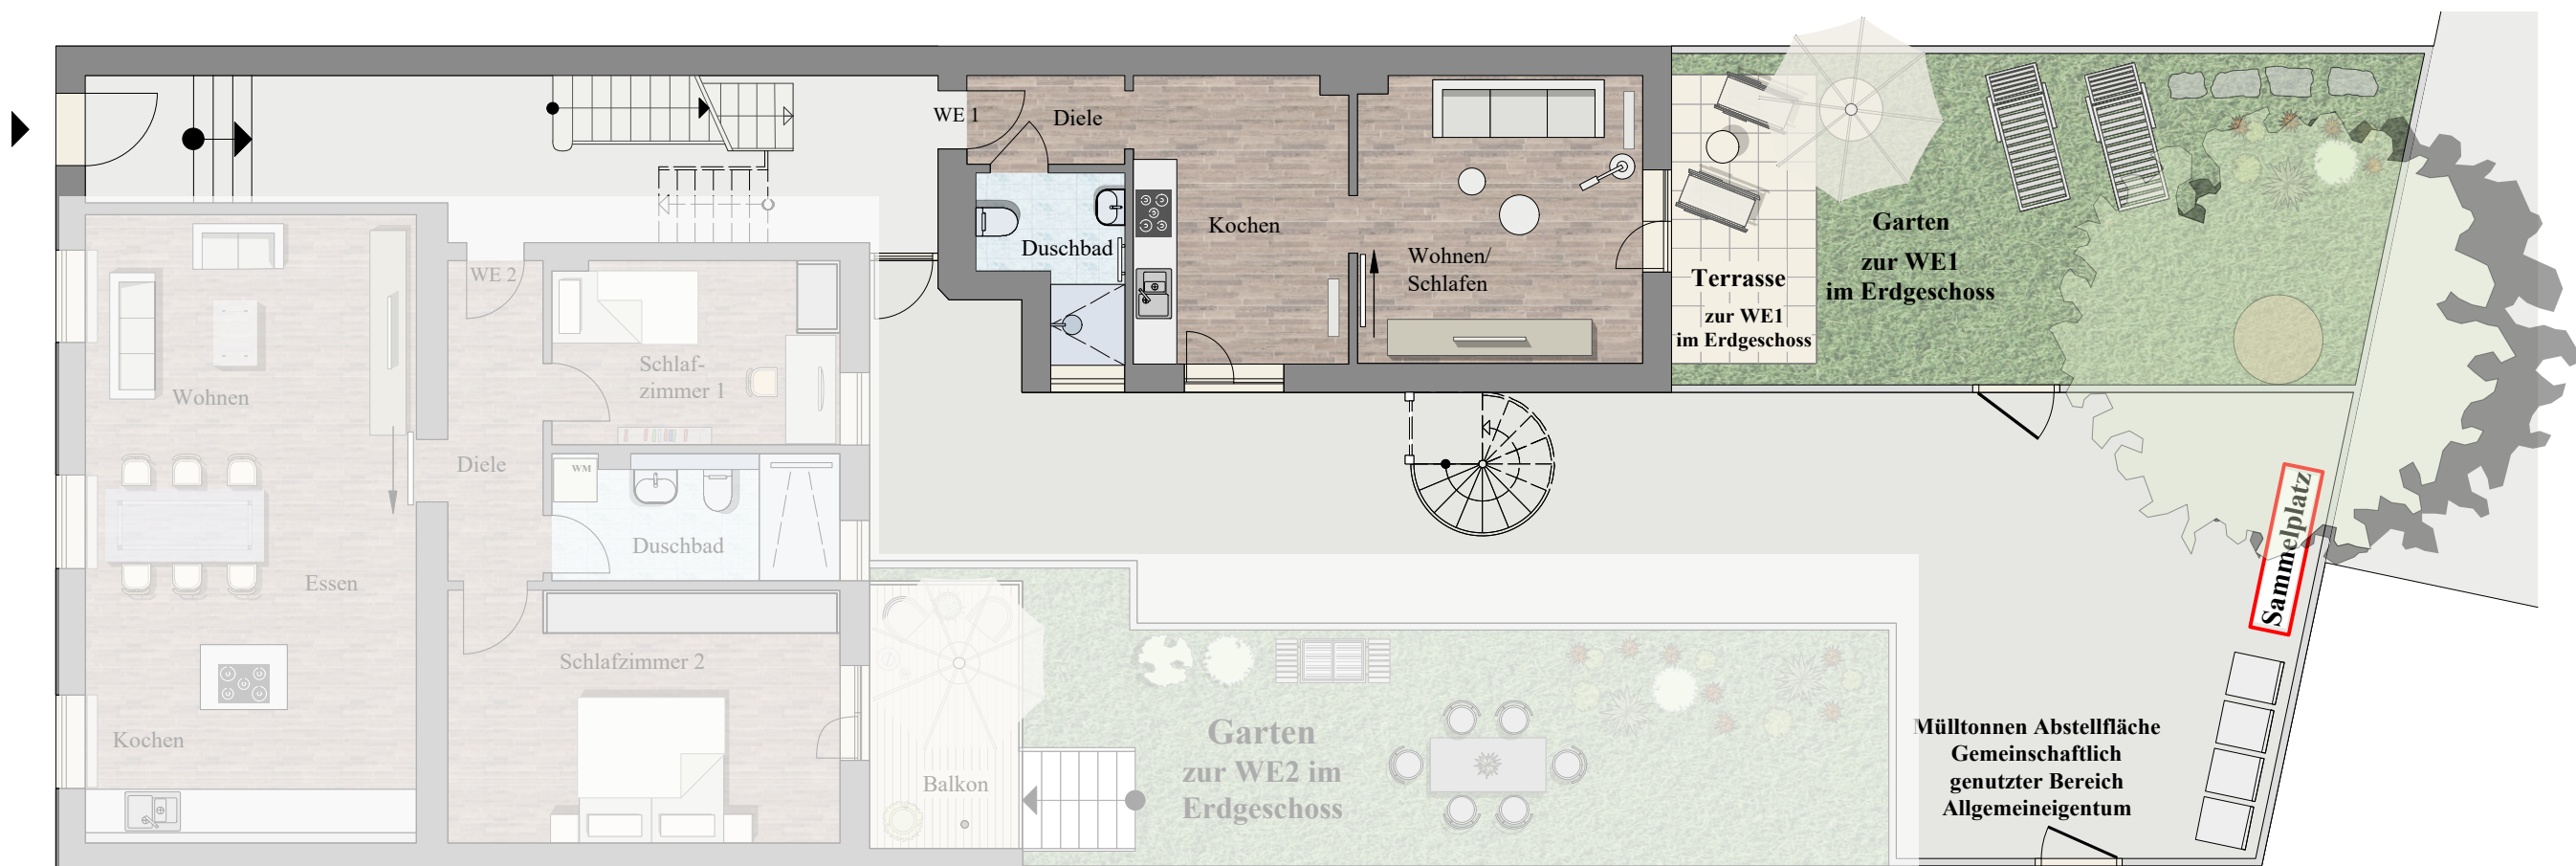 WE 1
Diele
Duschbad
Kochen
Wohnen/
Schlafen
Terrasse
zur WE1
im Erdgeschoss
Garten
zur WE1
im Erdgeschoss
WE 2
Wohnen
Diele
Schlaf-
zimmer 1
WM
Duschbad
Essen
Schlafzimmer 2
Kochen
Balkon
Garten
zur WE2 im
Erdgeschoss
Sammelplatz
Mülltonnen Abstellfläche
Gemeinschaftlich
genutzter Bereich
Allgemeineigentum